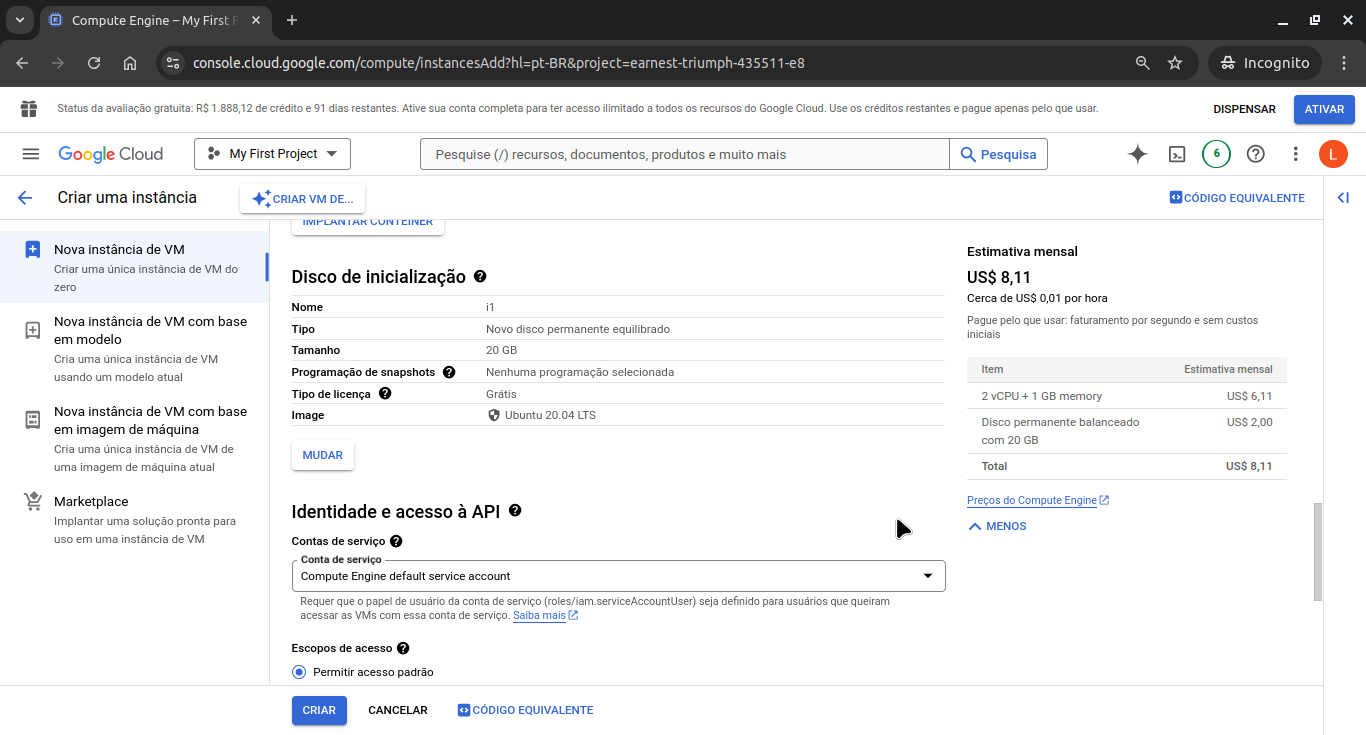 Compute Engine – My First P
console.cloud.google.com/compute/instancesAdd?hl=pt-BR&project=earnest-triumph-435511-e8
Incognito
Status da avaliação gratuita: R$ 1.888,12 de crédito e 91 dias restantes. Ative sua conta completa para ter acesso ilimitado a todos os recursos do Google Cloud. Use os créditos restantes e pague apenas pelo que usar.
DISPENSAR
ATIVAR
Google Cloud
My First Project
Pesquise (/) recursos, documentos, produtos e muito mais
Pesquisa
6
L
Criar uma instância
CRIAR VM DE...
CÓDIGO EQUIVALENTE
Nova instância de VM
Criar uma única instância de VM do
zero
Nova instância de VM com base
em modelo
Cria uma única instância de VM
usando um modelo atual
Nova instância de VM com base
em imagem de máquina
Cria uma única instância de VM de
uma imagem de máquina atual
Marketplace
Implantar uma solução pronta para
uso em uma instância de VM
IMPLANTAR CONTÊINER
Disco de inicialização
Nome i1
Tipo Novo disco permanente equilibrado
Tamanho 20 GB
Programação de snapshots Nenhuma programação selecionada
Tipo de licença Grátis
Image Ubuntu 20.04 LTS
MUDAR
Identidade e acesso à API
Contas de serviço
Conta de serviço
Compute Engine default service account
Requer que o papel de usuário da conta de serviço (roles/iam.serviceAccountUser) seja definido para usuários que queiram
acessar as VMs com essa conta de serviço. Saiba mais
Escopos de acesso
Permitir acesso padrão
Estimativa mensal
US$ 8,11
Cerca de US$ 0,01 por hora
Pague pelo que usar: faturamento por segundo e sem custos
iniciais
Item Estimativa mensal
2 vCPU + 1 GB memory US$ 6,11
Disco permanente balanceado US$ 2,00
com 20 GB
Total US$ 8,11
Preços do Compute Engine
MENOS
CRIAR
CANCELAR
CÓDIGO EQUIVALENTE